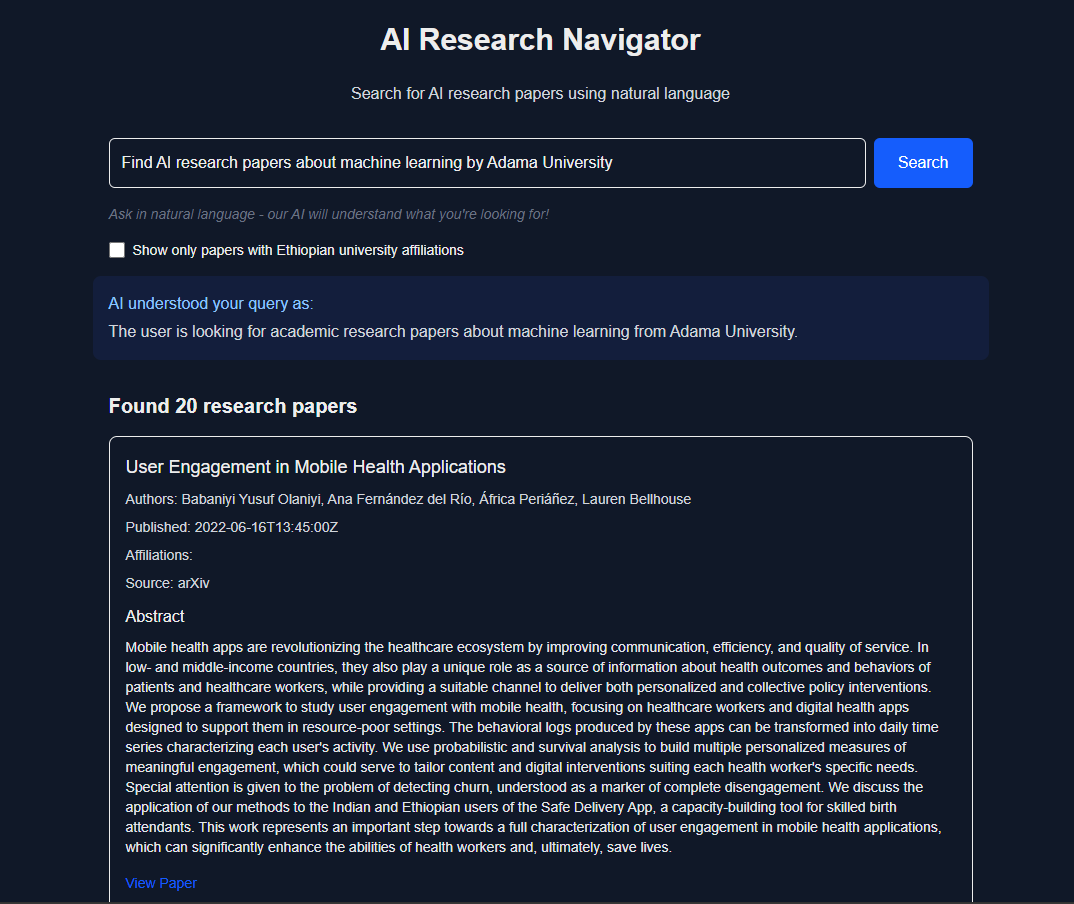 AI Research Navigator
Search for AI research papers using natural language
Find AI research papers about machine learning by Adama University
Search
Ask in natural language - our AI will understand what you're looking for!
Show only papers with Ethiopian university affiliations
AI understood your query as:
The user is looking for academic research papers about machine learning from Adama University.
Found 20 research papers
User Engagement in Mobile Health Applications
Authors: Babaniyi Yusuf Olaniyi, Ana Fernández del Río, África Periáñez, Lauren Bellhouse
Published: 2022-06-16T13:45:00Z
Affiliations:
Source: arXiv
Abstract
Mobile health apps are revolutionizing the healthcare ecosystem by improving communication, efficiency, and quality of service. In
low- and middle-income countries, they also play a unique role as a source of information about health outcomes and behaviors of
patients and healthcare workers, while providing a suitable channel to deliver both personalized and collective policy interventions.
We propose a framework to study user engagement with mobile health, focusing on healthcare workers and digital health apps
designed to support them in resource-poor settings. The behavioral logs produced by these apps can be transformed into daily time
series characterizing each user's activity. We use probabilistic and survival analysis to build multiple personalized measures of
meaningful engagement, which could serve to tailor content and digital interventions suiting each health worker's specific needs.
Special attention is given to the problem of detecting churn, understood as a marker of complete disengagement. We discuss the
application of our methods to the Indian and Ethiopian users of the Safe Delivery App, a capacity-building tool for skilled birth
attendants. This work represents an important step towards a full characterization of user engagement in mobile health applications,
which can significantly enhance the abilities of health workers and, ultimately, save lives.
View Paper